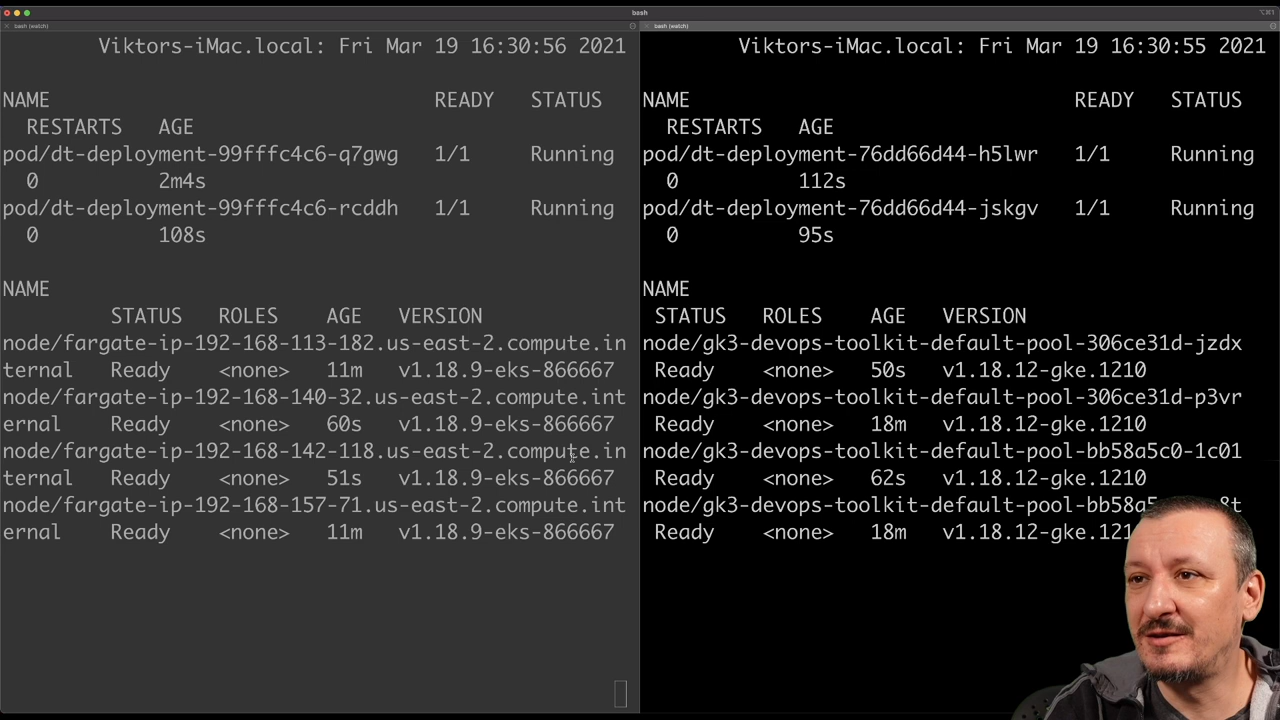 bash
⌥⌘1
bash (watch)
bash (watch)
Viktors-iMac.local: Fri Mar 19 16:30:56 2021
NAME READY STATUS
RESTARTS AGE
pod/dt-deployment-99fffc4c6-q7gwg 1/1 Running
0 2m4s
pod/dt-deployment-99fffc4c6-rcddh 1/1 Running
0 108s
NAME
STATUS ROLES AGE VERSION
node/fargate-ip-192-168-113-182.us-east-2.compute.in
ternal Ready <none> 11m v1.18.9-eks-866667
node/fargate-ip-192-168-140-32.us-east-2.compute.int
ernal Ready <none> 60s v1.18.9-eks-866667
node/fargate-ip-192-168-142-118.us-east-2.compute.in
ternal Ready <none> 51s v1.18.9-eks-866667
node/fargate-ip-192-168-157-71.us-east-2.compute.int
ernal Ready <none> 11m v1.18.9-eks-866667
Viktors-iMac.local: Fri Mar 19 16:30:55 2021
NAME READY STATUS
RESTARTS AGE
pod/dt-deployment-76dd66d44-h5lwr 1/1 Running
0 112s
pod/dt-deployment-76dd66d44-jskgv 1/1 Running
0 95s
NAME
STATUS ROLES AGE VERSION
node/gk3-devops-toolkit-default-pool-306ce31d-jzdx
Ready <none> 50s v1.18.12-gke.1210
node/gk3-devops-toolkit-default-pool-306ce31d-p3vr
Ready <none> 18m v1.18.12-gke.1210
node/gk3-devops-toolkit-default-pool-bb58a5c0-1c01
Ready <none> 62s v1.18.12-gke.1210
Ready <none> 18m